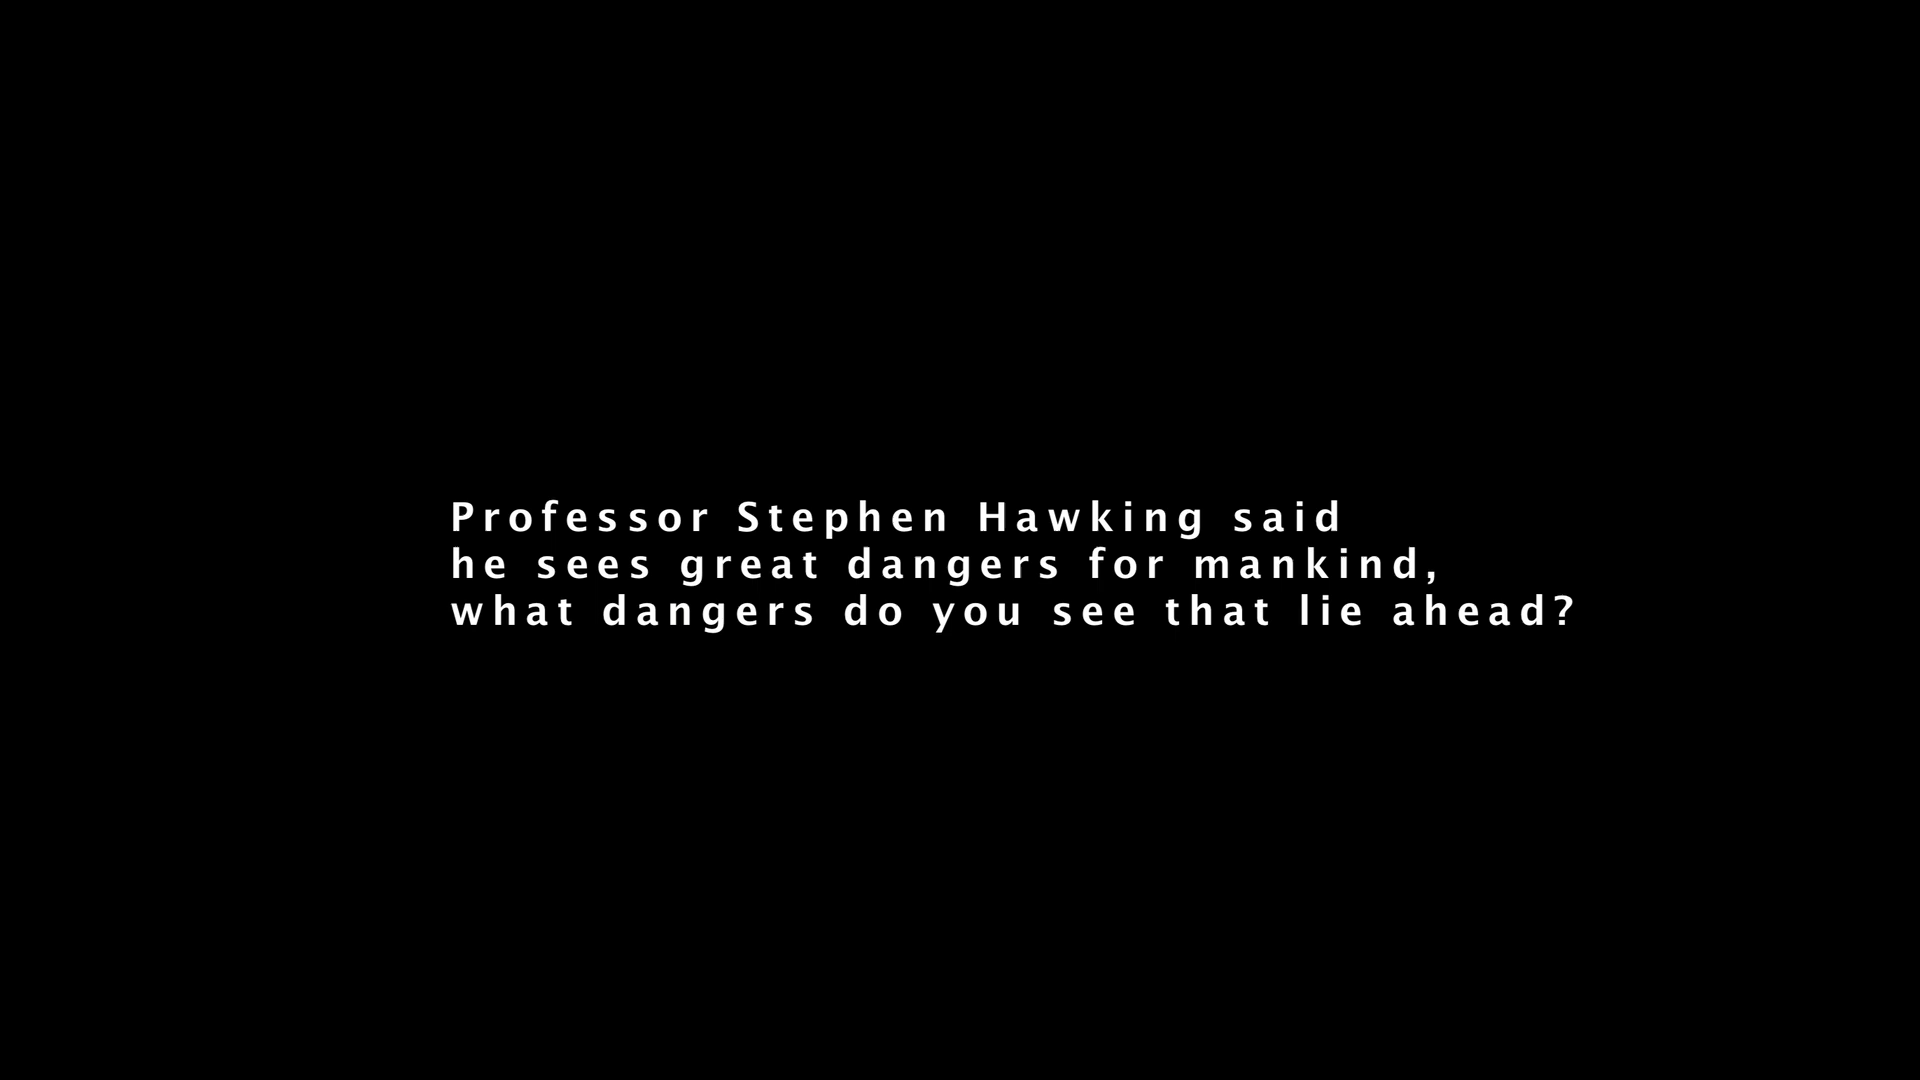 Professor Stephen Hawking said
he sees great dangers for mankind,
what dangers do you see that lie ahead?